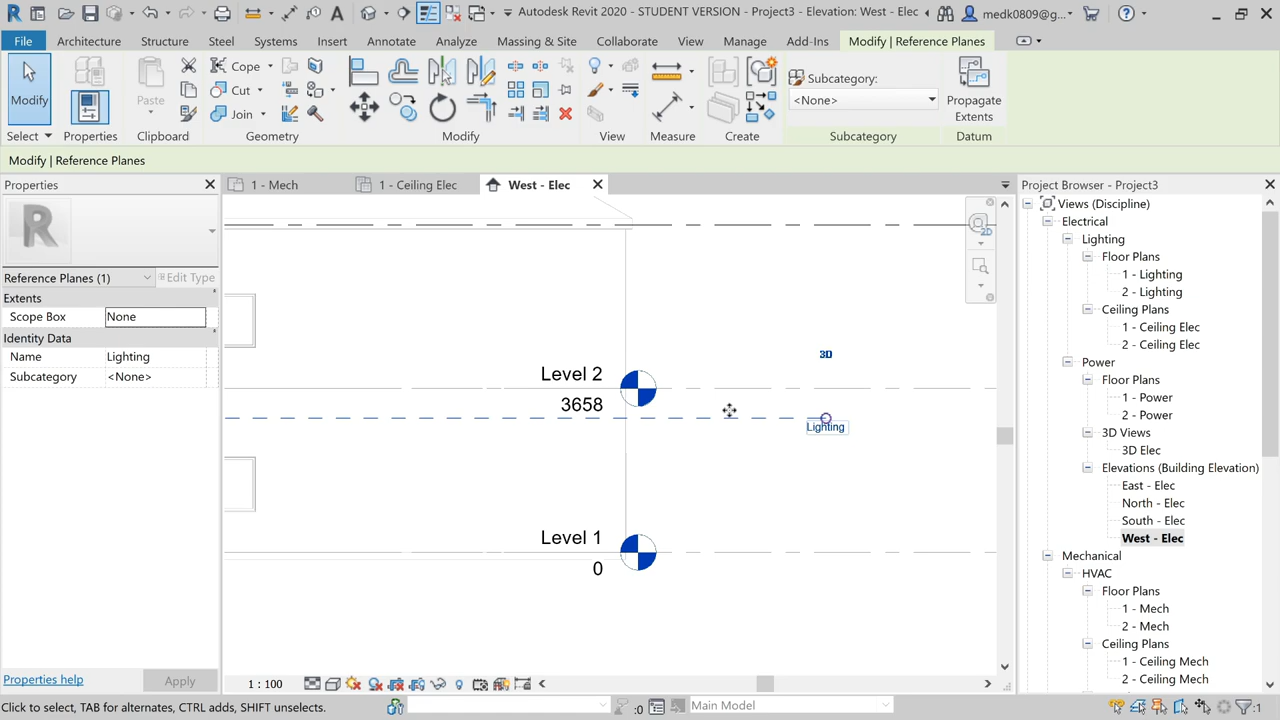 Autodesk Revit 2020 - STUDENT VERSION - Project3 - Elevation: West - Elec
medk0809@g...
File Architecture Structure Steel Systems Insert Annotate Analyze Massing & Site Collaborate View Manage Add-Ins Modify | Reference Planes
Modify
Paste
Cope
Cut
Join
Subcategory:
<None>
Propagate
Extents
Select Properties Clipboard Geometry Modify View Measure Create Subcategory Datum
Modify | Reference Planes
Properties
1 - Mech
1 - Ceiling Elec
West - Elec
Project Browser - Project3
Reference Planes (1)
Edit Type
Extents
Scope Box None
Identity Data
Name Lighting
Subcategory <None>
Properties help
Apply
2D
3D
Level 2
3658
Lighting
Level 1
0
Views (Discipline)
Electrical
Lighting
Floor Plans
1 - Lighting
2 - Lighting
Ceiling Plans
1 - Ceiling Elec
2 - Ceiling Elec
Power
Floor Plans
1 - Power
2 - Power
3D Views
3D Elec
Elevations (Building Elevation)
East - Elec
North - Elec
South - Elec
West - Elec
Mechanical
HVAC
Floor Plans
1 - Mech
2 - Mech
Ceiling Plans
1 - Ceiling Mech
2 - Ceiling Mech
1 : 100
Click to select, TAB for alternates, CTRL adds, SHIFT unselects.
:0
Main Model
:1